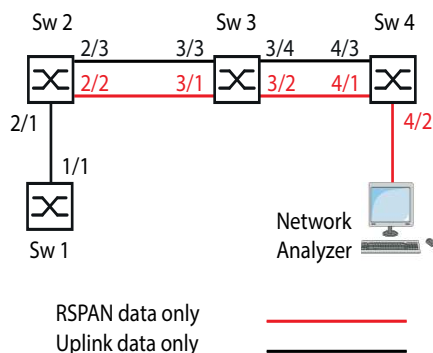 Sw 2
Sw 3
Sw 4
2/3
3/3
3/4
4/3
2/2
3/1
3/2
4/1
2/1
4/2
1/1
Sw 1
Network
Analyzer
RSPAN data only
Uplink data only